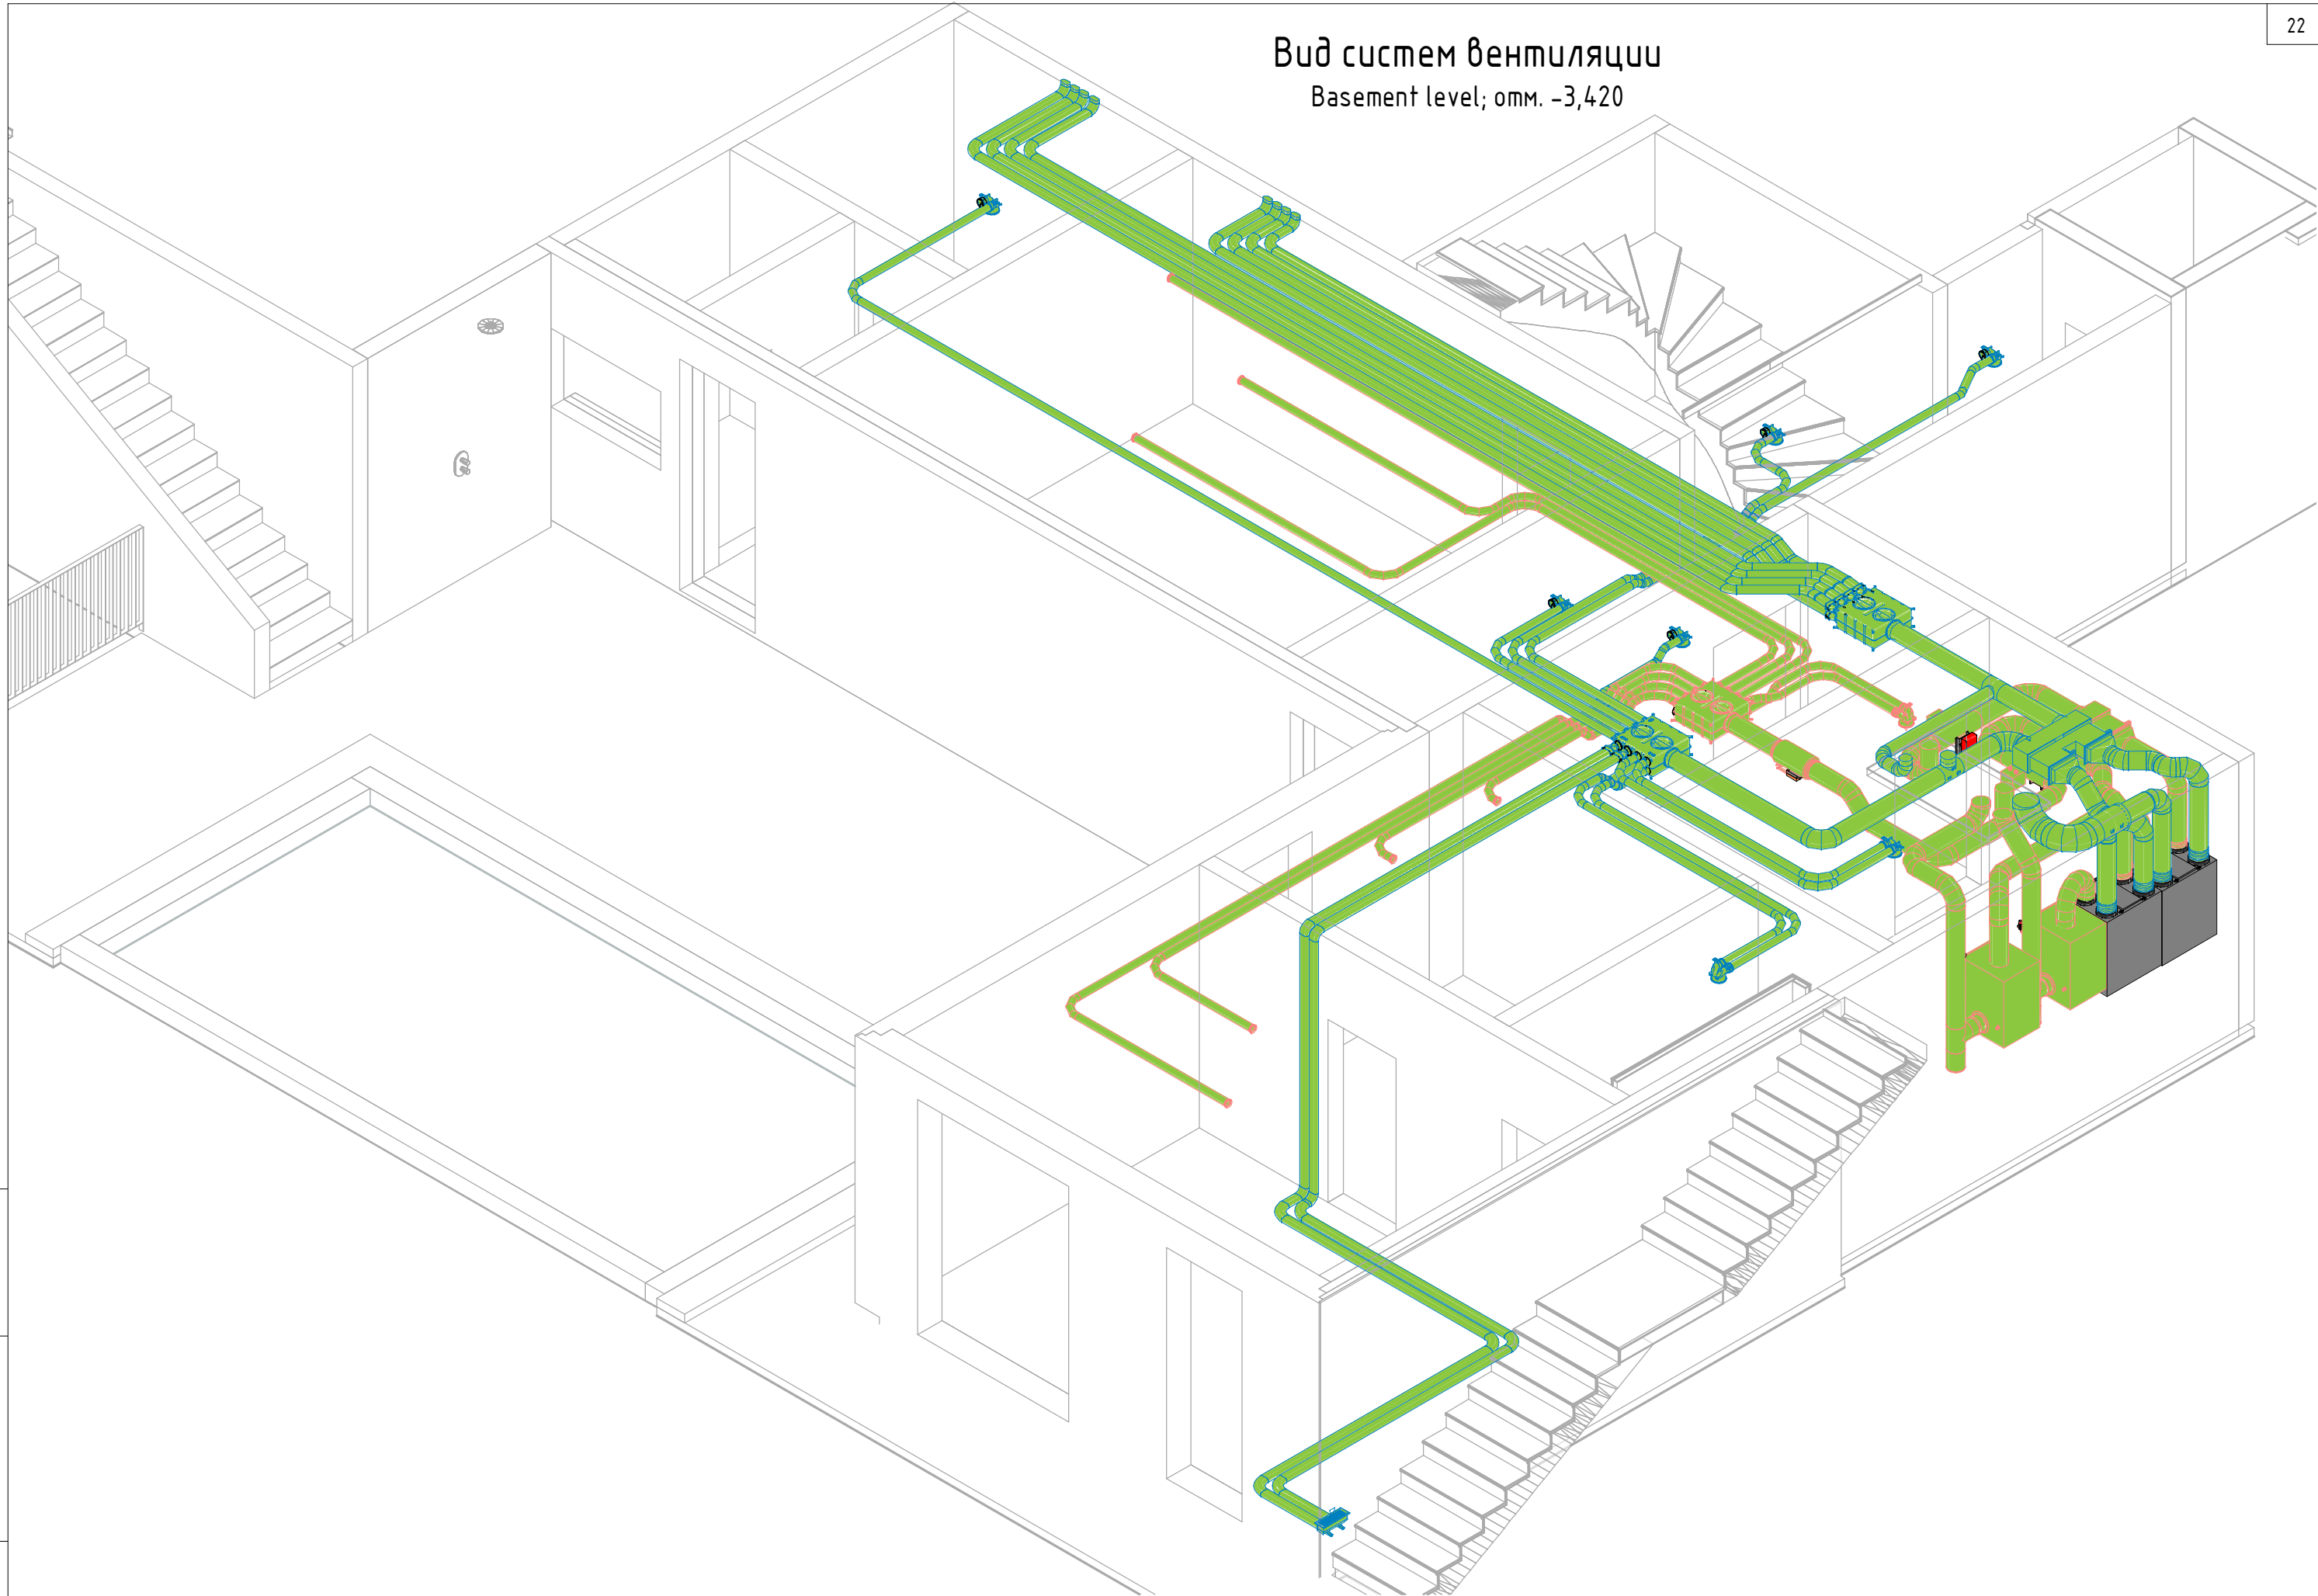 22
Вид систем вентиляции
Basement level; отм. -3,420